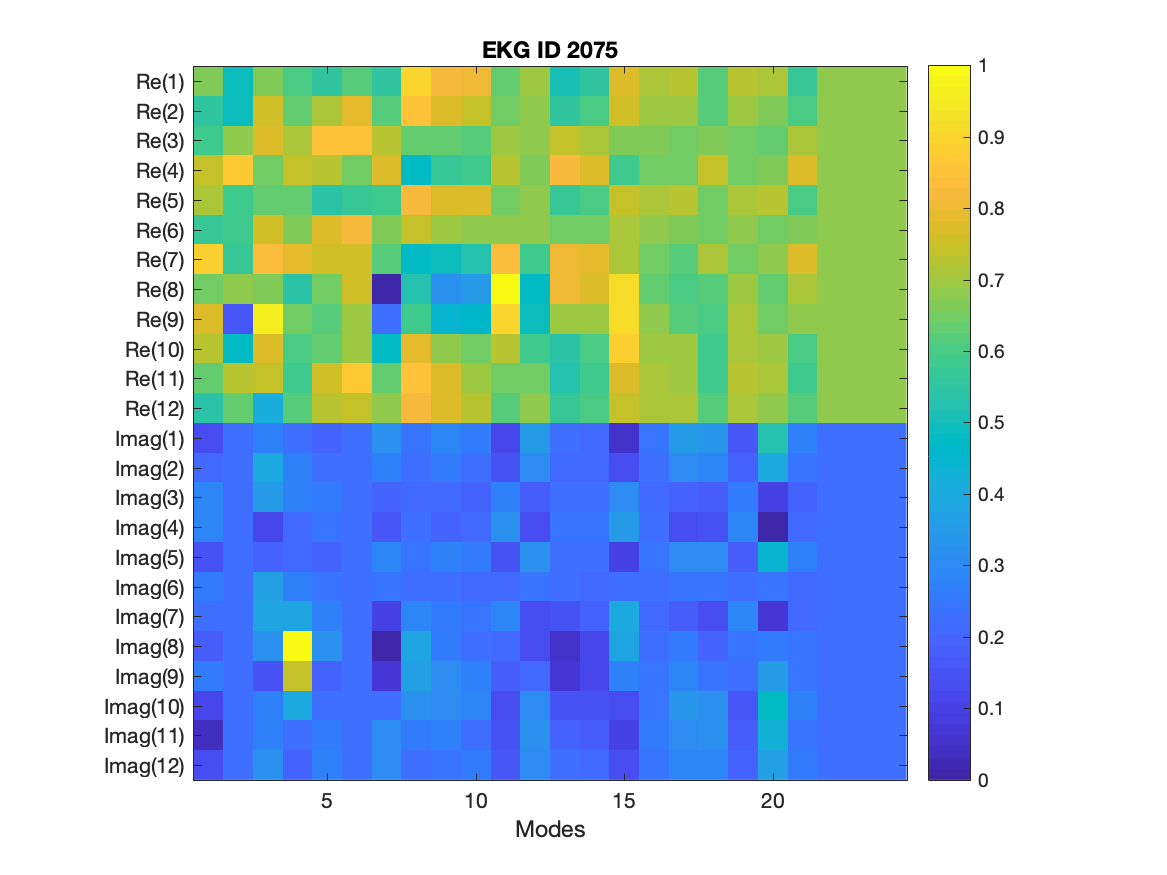 EKG ID 2075
Re(1)
Re(2)
Re(3)
Re(4)
Re(5)
Re(6)
Re(7)
Re(8)
Re(9)
Re(10)
Re(11)
Re(12)
Imag(1)
Imag(2)
Imag(3)
Imag(4)
Imag(5)
Imag(6)
Imag(7)
Imag(8)
Imag(9)
Imag(10)
Imag(11)
Imag(12)
5 10 15 20
Modes
1
0.9
0.8
0.7
0.6
0.5
0.4
0.3
0.2
0.1
0